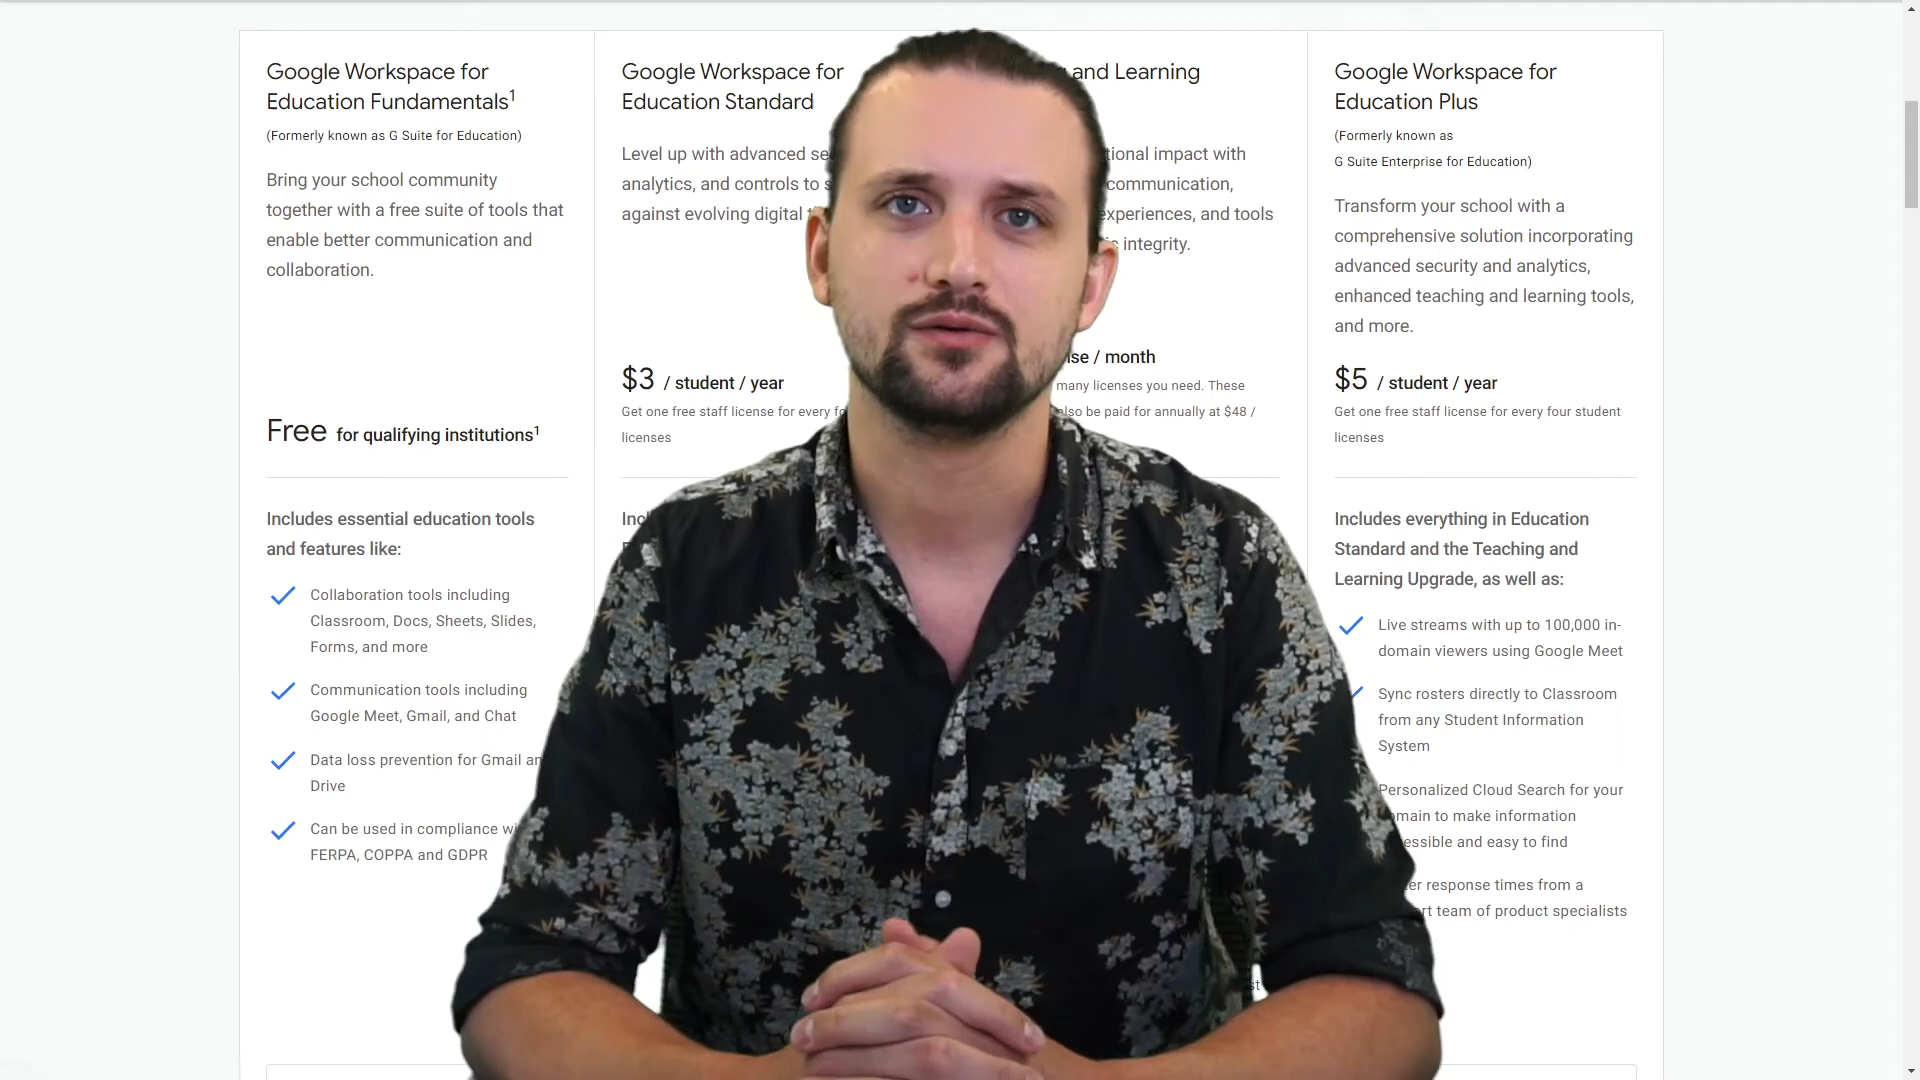 Google Workspace for
Education Fundamentals¹
(Formerly known as G Suite for Education)
Bring your school community
together with a free suite of tools that
enable better communication and
collaboration.
Free for qualifying institutions¹
Includes essential education tools
and features like:
Collaboration tools including
Classroom, Docs, Sheets, Slides,
Forms, and more
Communication tools including
Google Meet, Gmail, and Chat
Data loss prevention for Gmail
Drive
Can be used in compliance
FERPA, COPPA and GDPR
Google Workspace for
Education Standard
Level up with advanced
analytics, and controls to
against evolving digital
$3 / student / year
Get one free staff license for every
licenses
and Learning
impact with
communication,
experiences, and tools
integrity.
/ month
many licenses you need. These
also be paid for annually at $48 /
Google Workspace for
Education Plus
(Formerly known as
G Suite Enterprise for Education)
Transform your school with a
comprehensive solution incorporating
advanced security and analytics,
enhanced teaching and learning tools,
and more.
$5 / student / year
Get one free staff license for every four student
licenses
Includes everything in Education
Standard and the Teaching and
Learning Upgrade, as well as:
Live streams with up to 100,000 in-
domain viewers using Google Meet
Sync rosters directly to Classroom
from any Student Information
System
Personalized Cloud Search for your
domain to make information
and easy to find
response times from a
team of product specialists